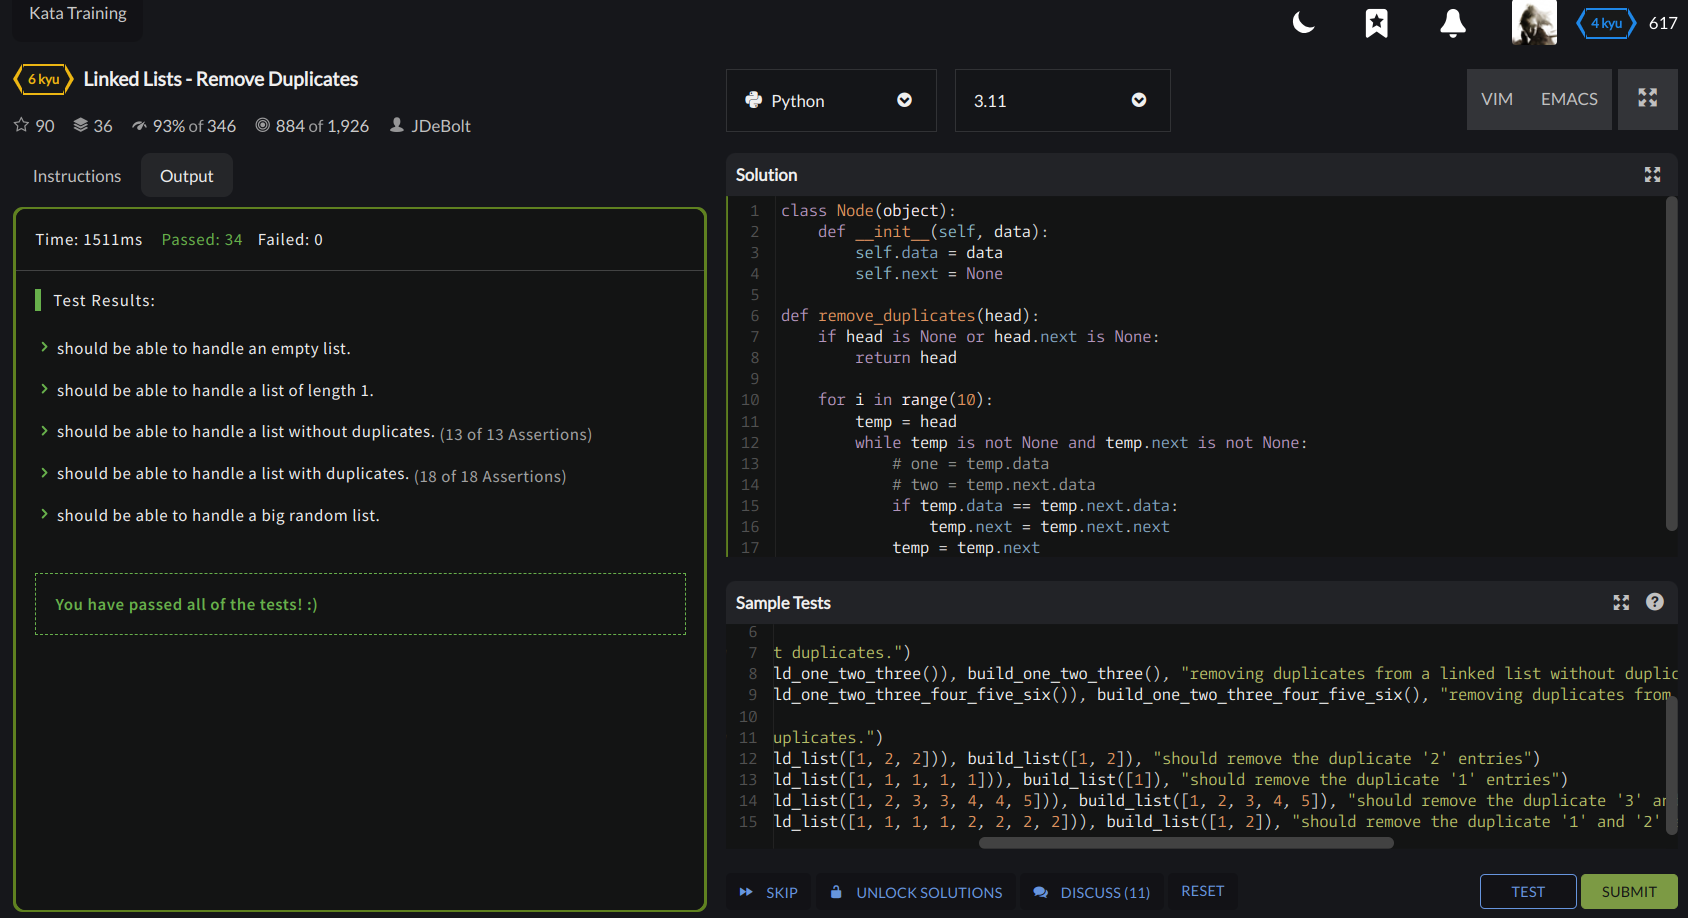 Kata Training
4 kyu
617
6 kyu
Linked Lists - Remove Duplicates
90
36
93% of 346
884 of 1,926
JDeBolt
Instructions
Output
Time: 1511ms Passed: 34 Failed: 0
Test Results:
should be able to handle an empty list.
should be able to handle a list of length 1.
should be able to handle a list without duplicates. (13 of 13 Assertions)
should be able to handle a list with duplicates. (18 of 18 Assertions)
should be able to handle a big random list.
You have passed all of the tests! :)
Python
3.11
VIM
EMACS
Solution
1 class Node(object):
2     def __init__(self, data):
3         self.data = data
4         self.next = None
5
6 def remove_duplicates(head):
7     if head is None or head.next is None:
8         return head
9
10     for i in range(10):
11         temp = head
12         while temp is not None and temp.next is not None:
13             # one = temp.data
14             # two = temp.next.data
15             if temp.data == temp.next.data:
16                 temp.next = temp.next.next
17             temp = temp.next
Sample Tests
6
7 t duplicates.")
8 ld_one_two_three()), build_one_two_three(), "removing duplicates from a linked list without duplic
9 ld_one_two_three_four_five_six()), build_one_two_three_four_five_six(), "removing duplicates from
10
11 uplicates.")
12 ld_list([1, 2, 2])), build_list([1, 2]), "should remove the duplicate '2' entries")
13 ld_list([1, 1, 1, 1, 1])), build_list([1]), "should remove the duplicate '1' entries")
14 ld_list([1, 2, 3, 3, 4, 4, 5])), build_list([1, 2, 3, 4, 5]), "should remove the duplicate '3' an
15 ld_list([1, 1, 1, 1, 2, 2, 2, 2])), build_list([1, 2]), "should remove the duplicate '1' and '2'
SKIP
UNLOCK SOLUTIONS
DISCUSS (11)
RESET
TEST
SUBMIT